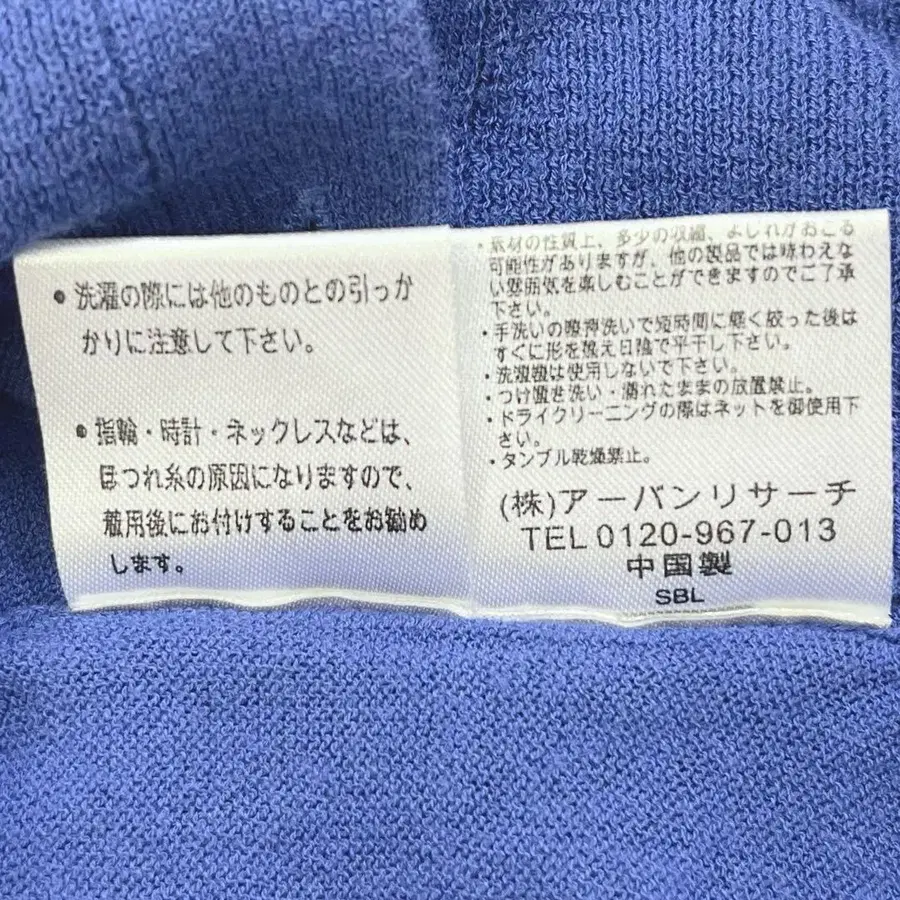 ・洗濯の際には他のものとの引っか
かりに注意して下さい。
・指輪・時計・ネックレスなどは、
ほつれ糸の原因になりますので、
着用後にお付けすることをお勧め
します。
・素材の性質上、多少の収縮、よじれがおこる
可能性がありますが、他の製品では味わえな
い雰囲気を楽しむことができますのでご了承
下さい。
・手洗いの際押洗いで短時間に軽く絞った後は
すぐに形を整え日陰で平干し下さい。
・洗濯機は使用しないで下さい。
・つけ置き洗い・濡れたままの放置禁止。
・ドライクリーニングの際はネットを御使用下
さい。
・タンブル乾燥禁止。
(株)アーバンリサーチ
TEL 0120-967-013
中国製
SBL